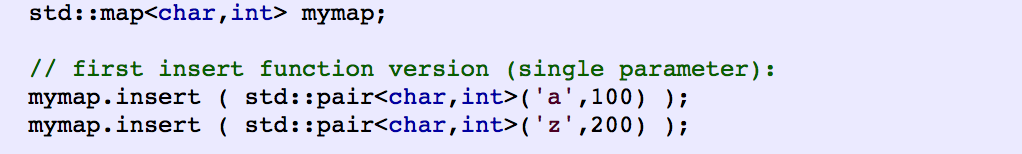 std::map<char,int> mymap;
// first insert function version (single parameter):
mymap.insert ( std::pair<char,int>('a',100) );
mymap.insert ( std::pair<char,int>('z',200) );